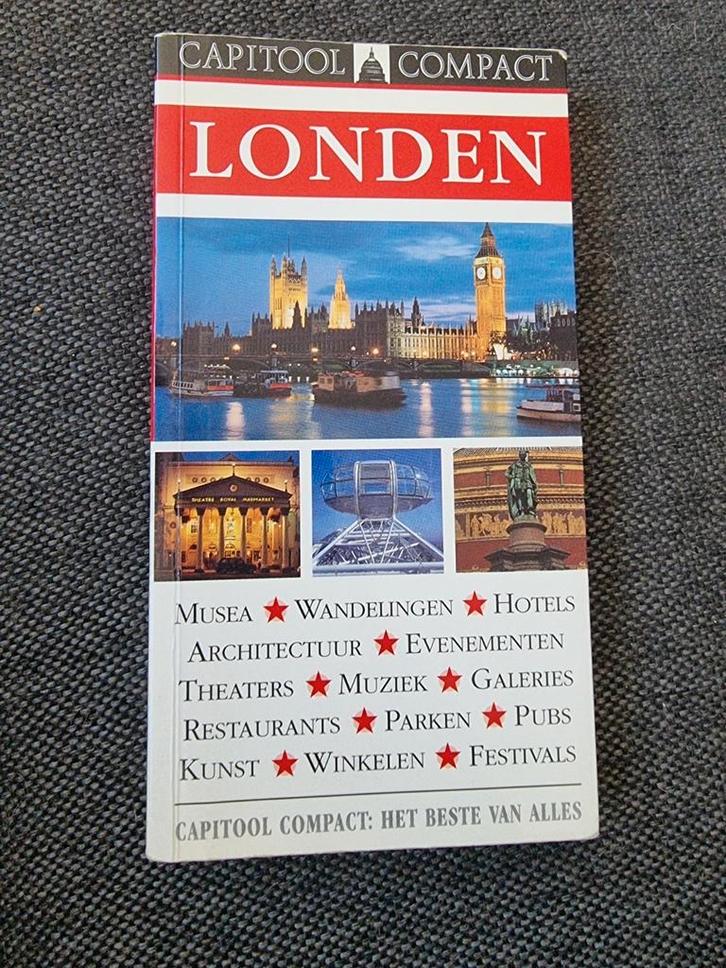 CAPITOOL COMPACT
LONDEN
THEATRE ROYAL HAYMARKET
MUSEA ★ WANDELINGEN ★ HOTELS
ARCHITECTUUR ★ EVENEMENTEN
THEATERS ★ MUZIEK ★ GALERIES
RESTAURANTS ★ PARKEN ★ PUBS
KUNST ★ WINKELEN ★ FESTIVALS
CAPITOOL COMPACT: HET BESTE VAN ALLES